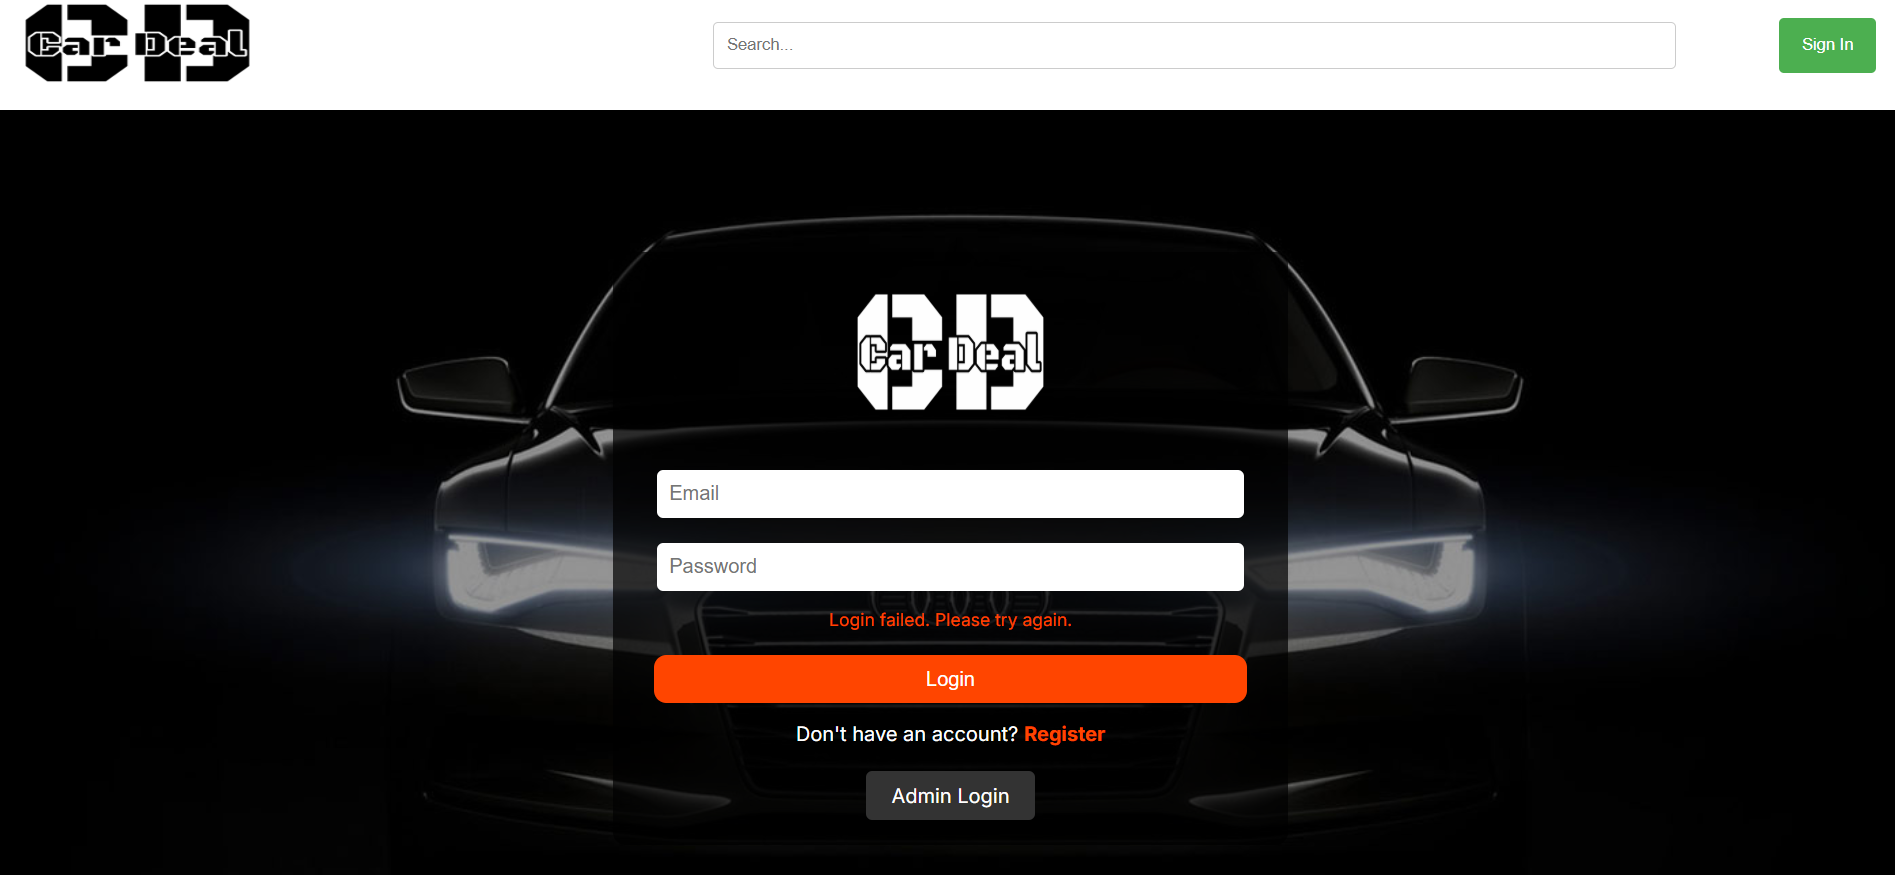 Car Deal
Search...
Sign In
CD
Car Deal
Email
Password
Login failed. Please try again.
Login
Don't have an account? Register
Admin Login